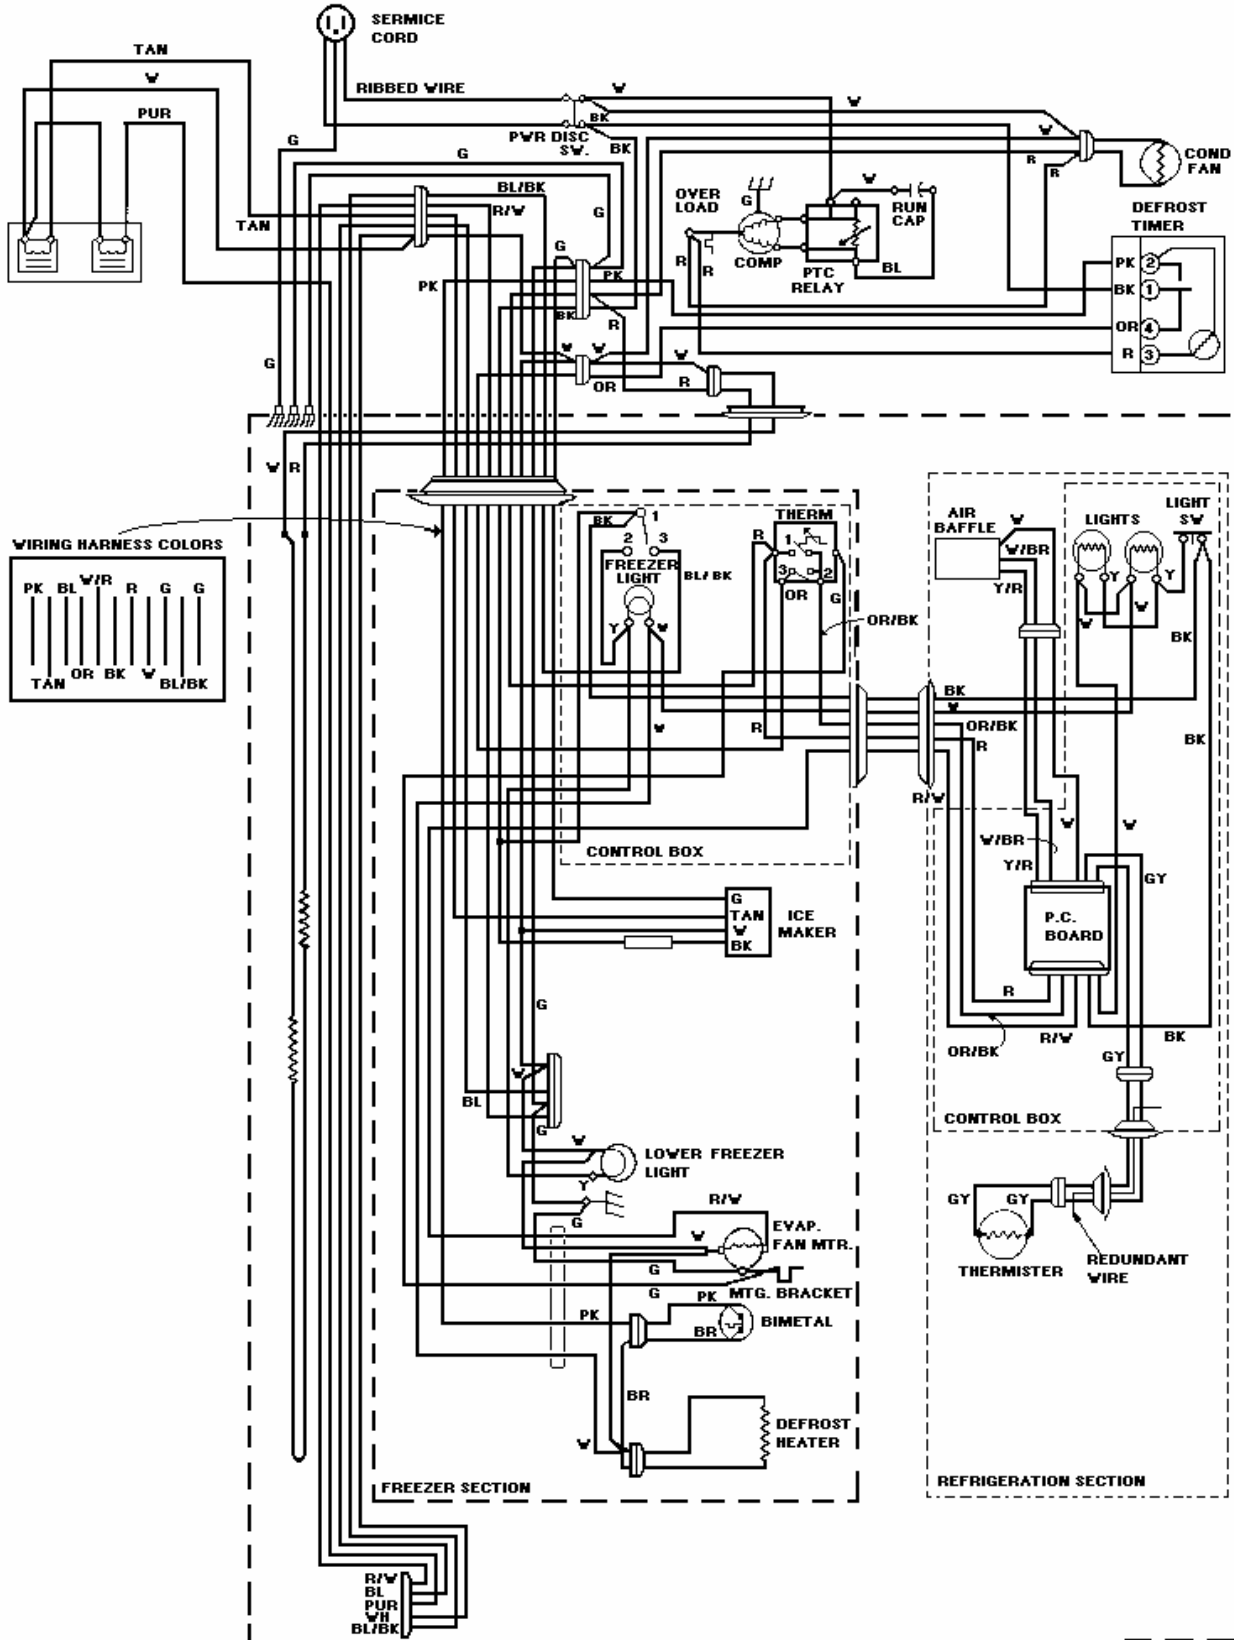 SERMICE
CORD
TAN
W
PUR
RIBBED WIRE
W
W
BK
PWR DISC
SW.
BK
W
R
R
COND
FAN
G
G
BL/BK
R/W
G
TAN
OVER
LOAD
G
W
RUN
CAP
DEFROST
TIMER
G
PK
PK
R
R
COMP
PTC
RELAY
BL
PK 2
BK 1
OR 4
R 3
BK
R
W
W
W
OR
R
G
W R
WIRING HARNESS COLORS
PK BL W/R R G G
TAN OR BK W BL/BK
BK
1
2
3
FREEZER
LIGHT
BL/BK
Y
W
THERM
R
1
3
2
OR
G
OR/BK
W
R
CONTROL BOX
AIR
BAFFLE
W
W/BR
Y/R
LIGHTS
LIGHT
SW
Y
Y
W
W
BK
BK
W
OR/BK
R
R/W
BK
W/BR
Y/R
W
W
GY
P.C.
BOARD
R
OR/BK
R/W
BK
GY
CONTROL BOX
G
TAN
W
BK
ICE
MAKER
G
W
BL
G
W
LOWER FREEZER
LIGHT
Y
G
R/W
W
EVAP.
FAN MTR.
G
G
MTG. BRACKET
PK
PK
BR
BIMETAL
BR
W
DEFROST
HEATER
GY
GY
THERMISTER
REDUNDANT
WIRE
FREEZER SECTION
REFRIGERATION SECTION
R/W
BL
PUR
WH
BL/BK